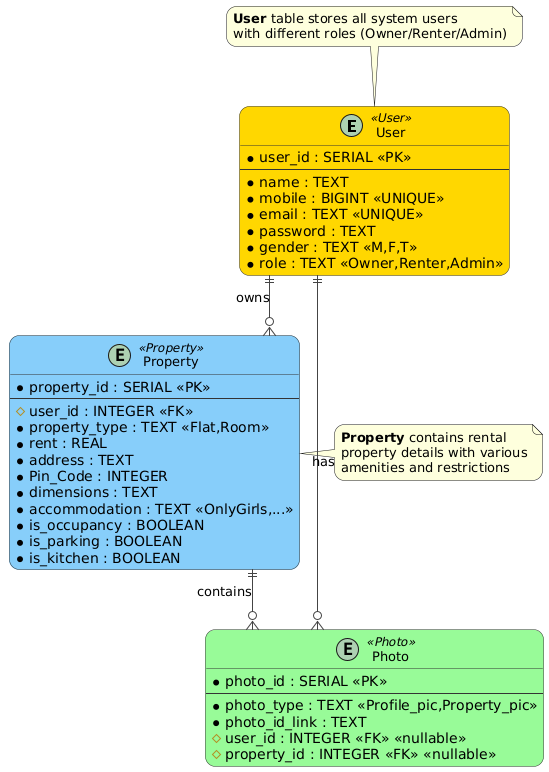 User table stores all system users
with different roles (Owner/Renter/Admin)
E «User»
User
user_id : SERIAL «PK»
name : TEXT
mobile : BIGINT «UNIQUE»
email : TEXT «UNIQUE»
password : TEXT
gender : TEXT «M,F,T»
role : TEXT «Owner,Renter,Admin»
owns
E «Property»
Property
property_id : SERIAL «PK»
user_id : INTEGER «FK»
property_type : TEXT «Flat,Room»
rent : REAL
address : TEXT
Pin_Code : INTEGER
dimensions : TEXT
accommodation : TEXT «OnlyGirls,...»
is_occupancy : BOOLEAN
is_parking : BOOLEAN
is_kitchen : BOOLEAN
Property contains rental
property details with various
amenities and restrictions
has
contains
E «Photo»
Photo
photo_id : SERIAL «PK»
photo_type : TEXT «Profile_pic,Property_pic»
photo_id_link : TEXT
user_id : INTEGER «FK» «nullable»
property_id : INTEGER «FK» «nullable»